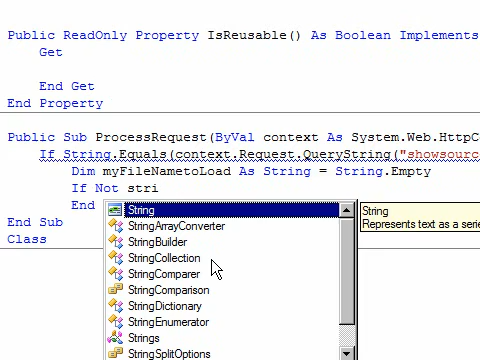 Public ReadOnly Property IsReusable() As Boolean Implements
Get
End Get
End Property
Public Sub ProcessRequest(ByVal context As System.Web.HttpC
If String.Equals(context.Request.QueryString("showsourc
Dim myFileNametoLoad As String = String.Empty
If Not stri
End
End Sub
Class
String
StringArrayConverter
StringBuilder
StringCollection
StringComparer
StringComparison
StringDictionary
StringEnumerator
Strings
StringSplitOptions
String
Represents text as a serie